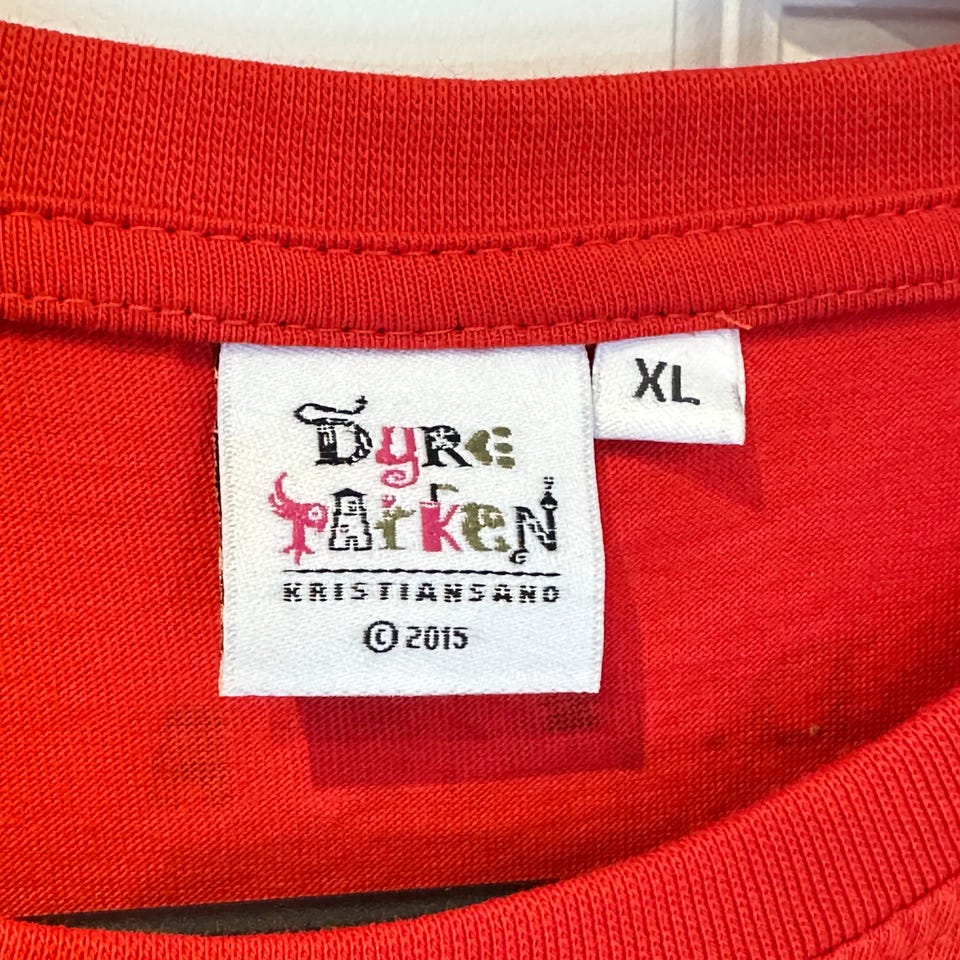 DyRe
PArKeN
KRISTIANSAND
© 2015
XL